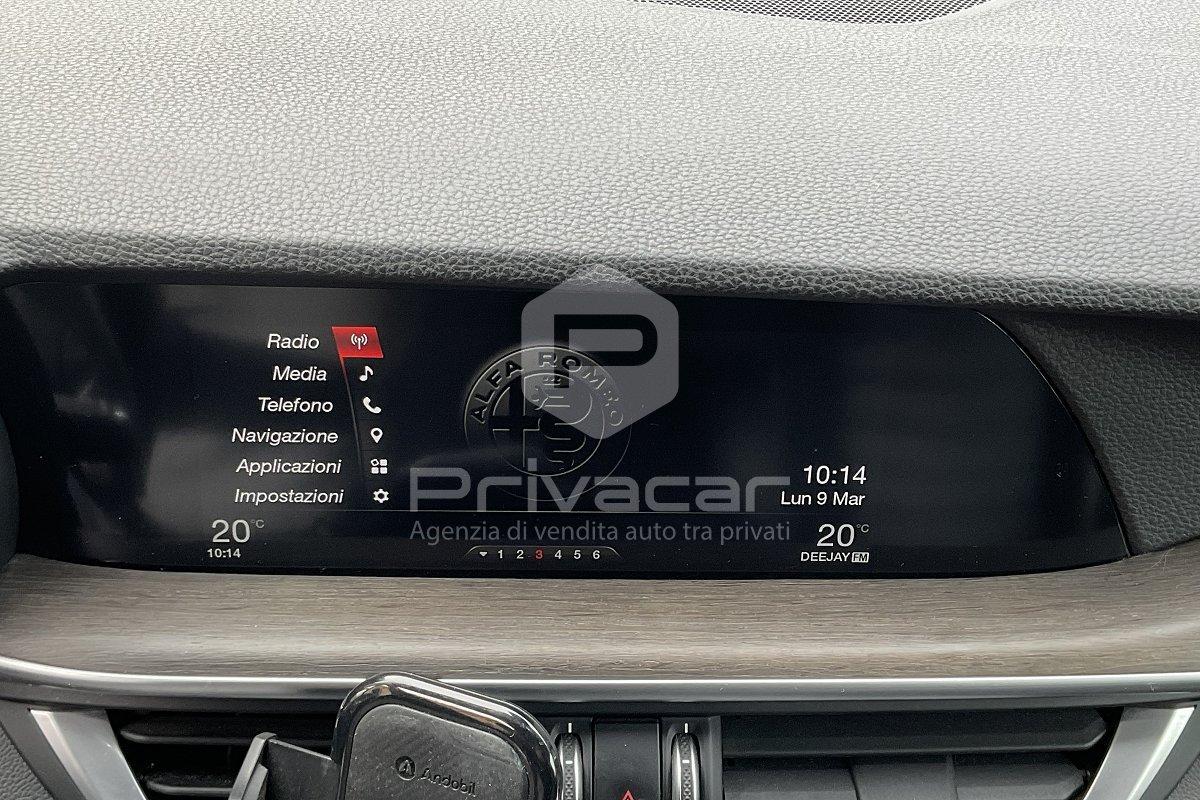 Radio
Media
Telefono
Navigazione
Applicazioni
Impostazioni
ALFA ROMEO
P
Privacar
Agenzia di vendita auto tra privati
10:14
Lun 9 Mar
20°C
10:14
1 2 3 4 5 6
20°C
DEEJAY FM
Andobil